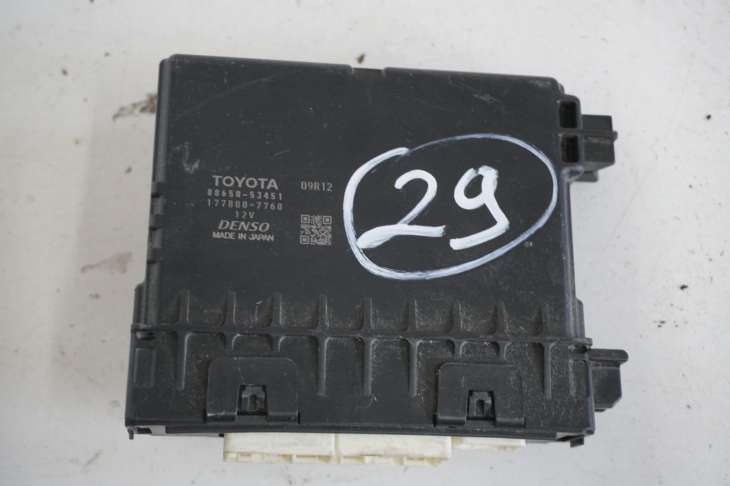 TOYOTA 09R12
88650-53451
177800-7760
12V
DENSO
MADE IN JAPAN
29